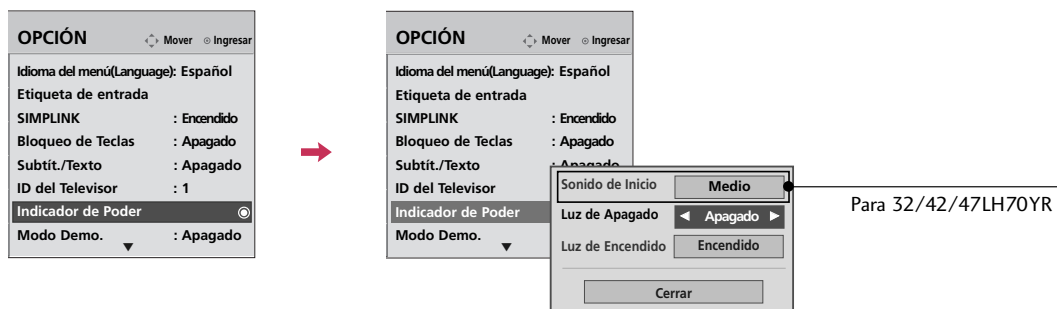 OPCIÓN Mover Ingresar
Idioma del menú(Language): Español
Etiqueta de entrada
SIMPLINK : Encendido
Bloqueo de Teclas : Apagado
Subtít./Texto : Apagado
ID del Televisor : 1
Indicador de Poder
Modo Demo. : Apagado
OPCIÓN Mover Ingresar
Idioma del menú(Language): Español
Etiqueta de entrada
SIMPLINK : Encendido
Bloqueo de Teclas : Apagado
Subtít./Texto : Apagado
ID del Televisor
Indicador de Poder
Modo Demo.
Sonido de Inicio Medio
Luz de Apagado ◄ Apagado ►
Luz de Encendido Encendido
Cerrar
Para 32/42/47LH70YR